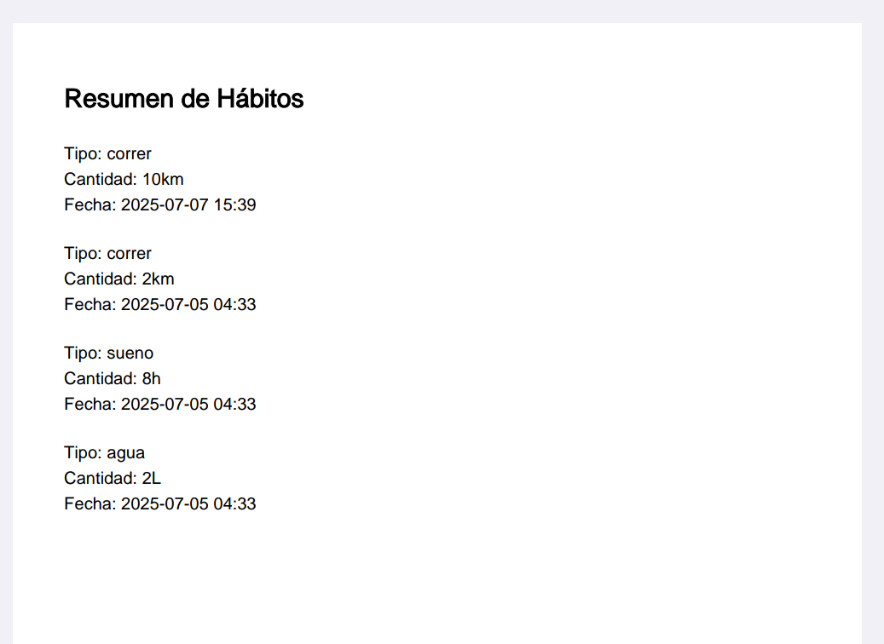 Resumen de Hábitos
Tipo: correr
Cantidad: 10km
Fecha: 2025-07-07 15:39
Tipo: correr
Cantidad: 2km
Fecha: 2025-07-05 04:33
Tipo: sueno
Cantidad: 8h
Fecha: 2025-07-05 04:33
Tipo: agua
Cantidad: 2L
Fecha: 2025-07-05 04:33